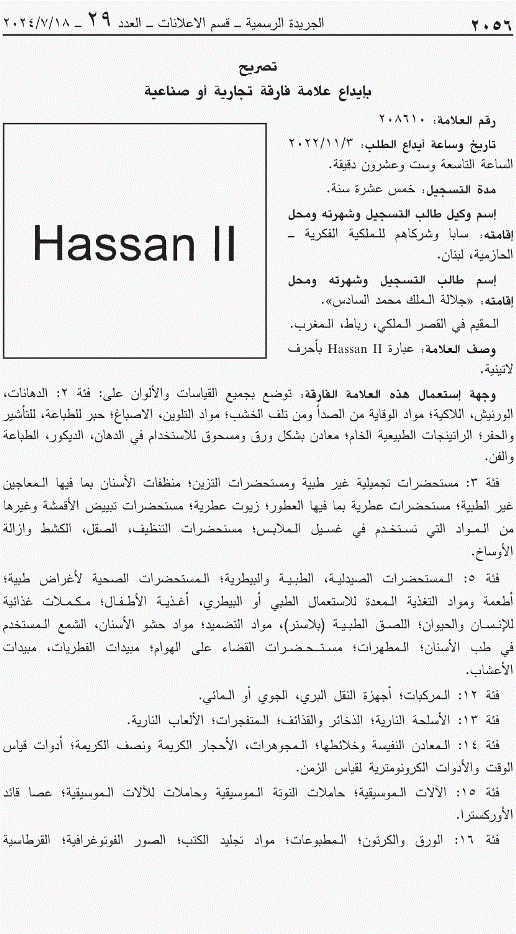 ٢٠٥٦
الجريدة الرسمية ـ قسم الاعلانات ـ العدد ٢٩ ـ ٢٠٢٤/٧/١٨
تصريح
بإيداع علامة فارقة تجارية أو صناعية
رقم العلامة: ٢٠٨٦١٠
تاريخ وساعة أيداع الطلب: ٢٠٢٢/١١/٣
الساعة التاسعة وست وعشرون دقيقة.
مدة التسجيل: خمس عشرة سنة.
إسم وكيل طالب التسجيل وشهرته ومحل
إقامته: سابا وشركاهم للملكية الفكرية ـ
الحازمية، لبنان.
إسم طالب التسجيل وشهرته ومحل
إقامته: «جلالة الملك محمد السادس».
المقيم في القصر الملكي، رباط، المغرب.
وصف العلامة: عبارة Hassan II بأحرف
لاتينية.
Hassan II
وجهة إستعمال هذه العلامة الفارقة: توضع بجميع القياسات والألوان على: فئة ٢: الدهانات،
الورنيش، اللاكية؛ مواد الوقاية من الصدأ ومن تلف الخشب؛ مواد التلوين، الاصباغ؛ حبر للطباعة، للتأشير
والحفر؛ الراتينجات الطبيعية الخام؛ معادن بشكل ورق ومسحوق للاستخدام في الدهان، الديكور، الطباعة
والفن.
فئة ٣: مستحضرات تجميلية غير طبية ومستحضرات التزين؛ منظفات الأسنان بما فيها المعاجين
غير الطبية؛ مستحضرات عطرية بما فيها العطور؛ زيوت عطرية؛ مستحضرات تبييض الأقمشة وغيرها
من المواد التي تستخدم في غسيل الملابس؛ مستحضرات التنظيف، الصقل، الكشط وازالة
الأوساخ.
فئة ٥: المستحضرات الصيدلية، الطبية والبيطرية؛ المستحضرات الصحية لأغراض طبية؛
أطعمة ومواد التغذية المعدة للاستعمال الطبي أو البيطري، أغذية الأطفال؛ مكملات غذائية
للإنسان والحيوان؛ اللصق الطبية (بلاستر)، مواد التضميد؛ مواد حشو الأسنان، الشمع المستخدم
في طب الأسنان؛ المطهرات؛ مستحضرات القضاء على الهوام؛ مبيدات الفطريات، مبيدات
الأعشاب.
فئة ١٢: المركبات؛ أجهزة النقل البري، الجوي أو المائي.
فئة ١٣: الأسلحة النارية؛ الذخائر والقذائف؛ المتفجرات؛ الألعاب النارية.
فئة ١٤: المعادن النفيسة وخلائطها؛ المجوهرات، الأحجار الكريمة ونصف الكريمة؛ أدوات قياس
الوقت والأدوات الكرونومترية لقياس الزمن.
فئة ١٥: الآلات الموسيقية؛ حاملات النوتة الموسيقية وحاملات للآلات الموسيقية؛ عصا قائد
الأوركسترا.
فئة ١٦: الورق والكرتون؛ المطبوعات؛ مواد تجليد الكتب؛ الصور الفوتوغرافية؛ القرطاسية